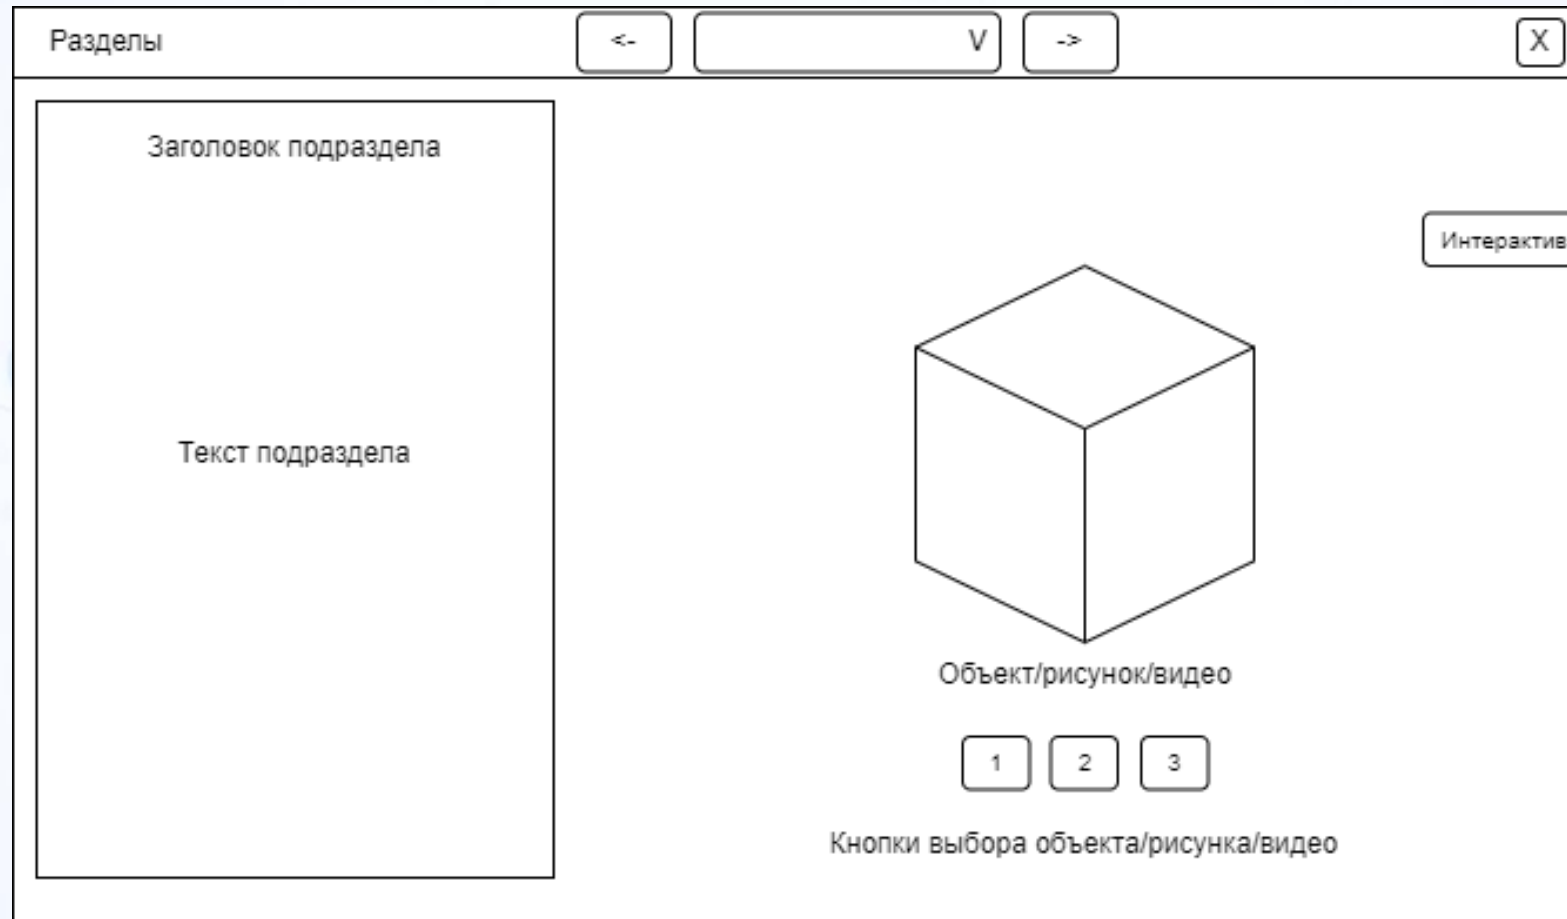 Разделы
<-
V
->
X
Заголовок подраздела
Текст подраздела
Интерактив
Объект/рисунок/видео
1
2
3
Кнопки выбора объекта/рисунка/видео